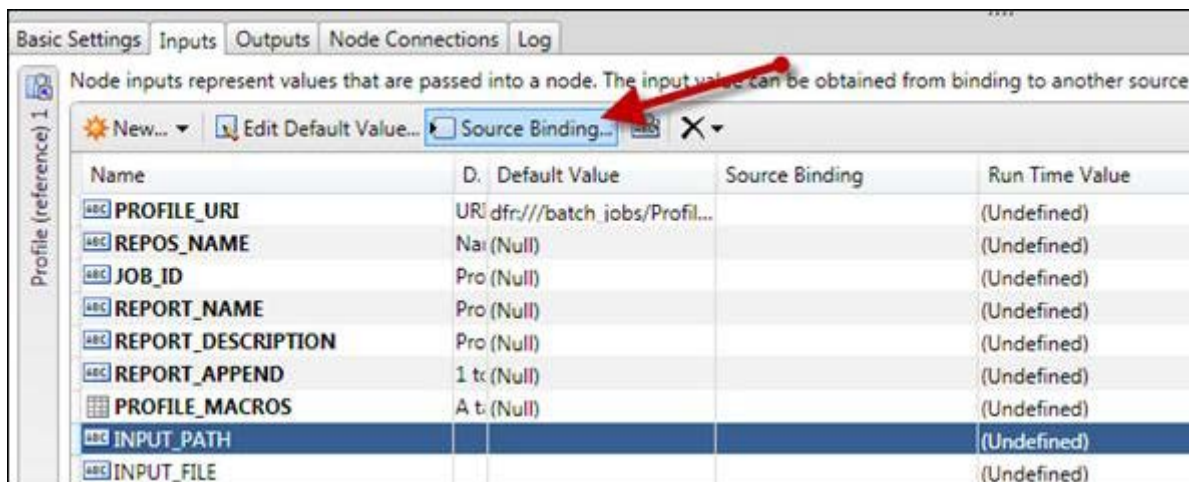 Basic Settings Inputs Outputs Node Connections Log
Profile (reference) 1
Node inputs represent values that are passed into a node. The input value can be obtained from binding to another source
New... Edit Default Value... Source Binding...
Name D. Default Value Source Binding Run Time Value
PROFILE_URI URI dfr:///batch_jobs/Profil... (Undefined)
REPOS_NAME Nai (Null) (Undefined)
JOB_ID Pro (Null) (Undefined)
REPORT_NAME Pro (Null) (Undefined)
REPORT_DESCRIPTION Pro (Null) (Undefined)
REPORT_APPEND 1 to (Null) (Undefined)
PROFILE_MACROS A ta (Null) (Undefined)
INPUT_PATH (Undefined)
INPUT_FILE (Undefined)